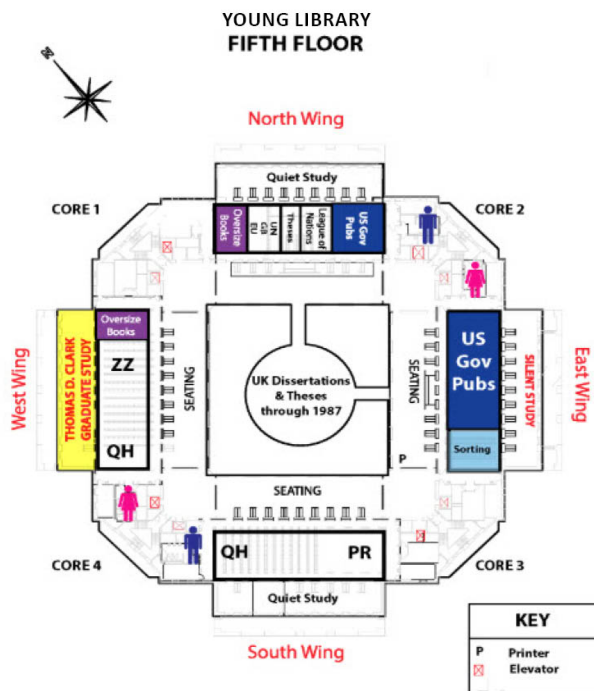 YOUNG LIBRARY
FIFTH FLOOR
N
North Wing
Quiet Study
CORE 1
CORE 2
Oversize
Books
UN
GB
EU
Theses
League of
Nations
US Gov
Pubs
West Wing
THOMAS D. CLARK
GRADUATE STUDY
Oversize
Books
ZZ
QH
SEATING
UK Dissertations
& Theses
through 1987
SEATING
P
US
Gov
Pubs
Sorting
SILENT STUDY
East Wing
SEATING
QH
PR
CORE 4
CORE 3
Quiet Study
South Wing
KEY
P Printer
Elevator